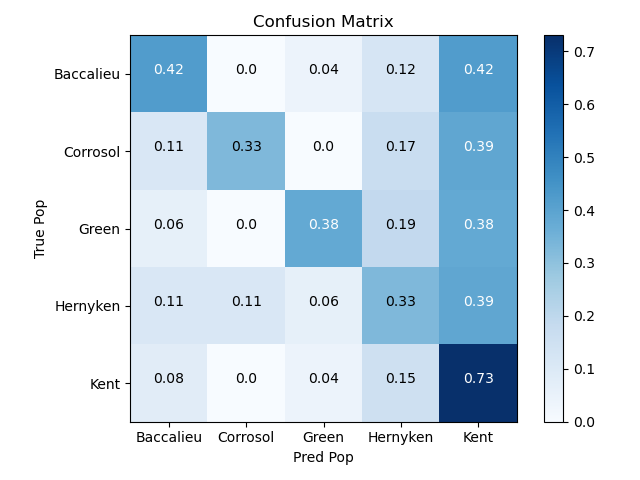 Confusion Matrix
Baccalieu 0.42 0.0 0.04 0.12 0.42
Corrosol 0.11 0.33 0.0 0.17 0.39
Green 0.06 0.0 0.38 0.19 0.38
Hernyken 0.11 0.11 0.06 0.33 0.39
Kent 0.08 0.0 0.04 0.15 0.73
Baccalieu Corrosol Green Hernyken Kent
Pred Pop
True Pop
0.7
0.6
0.5
0.4
0.3
0.2
0.1
0.0